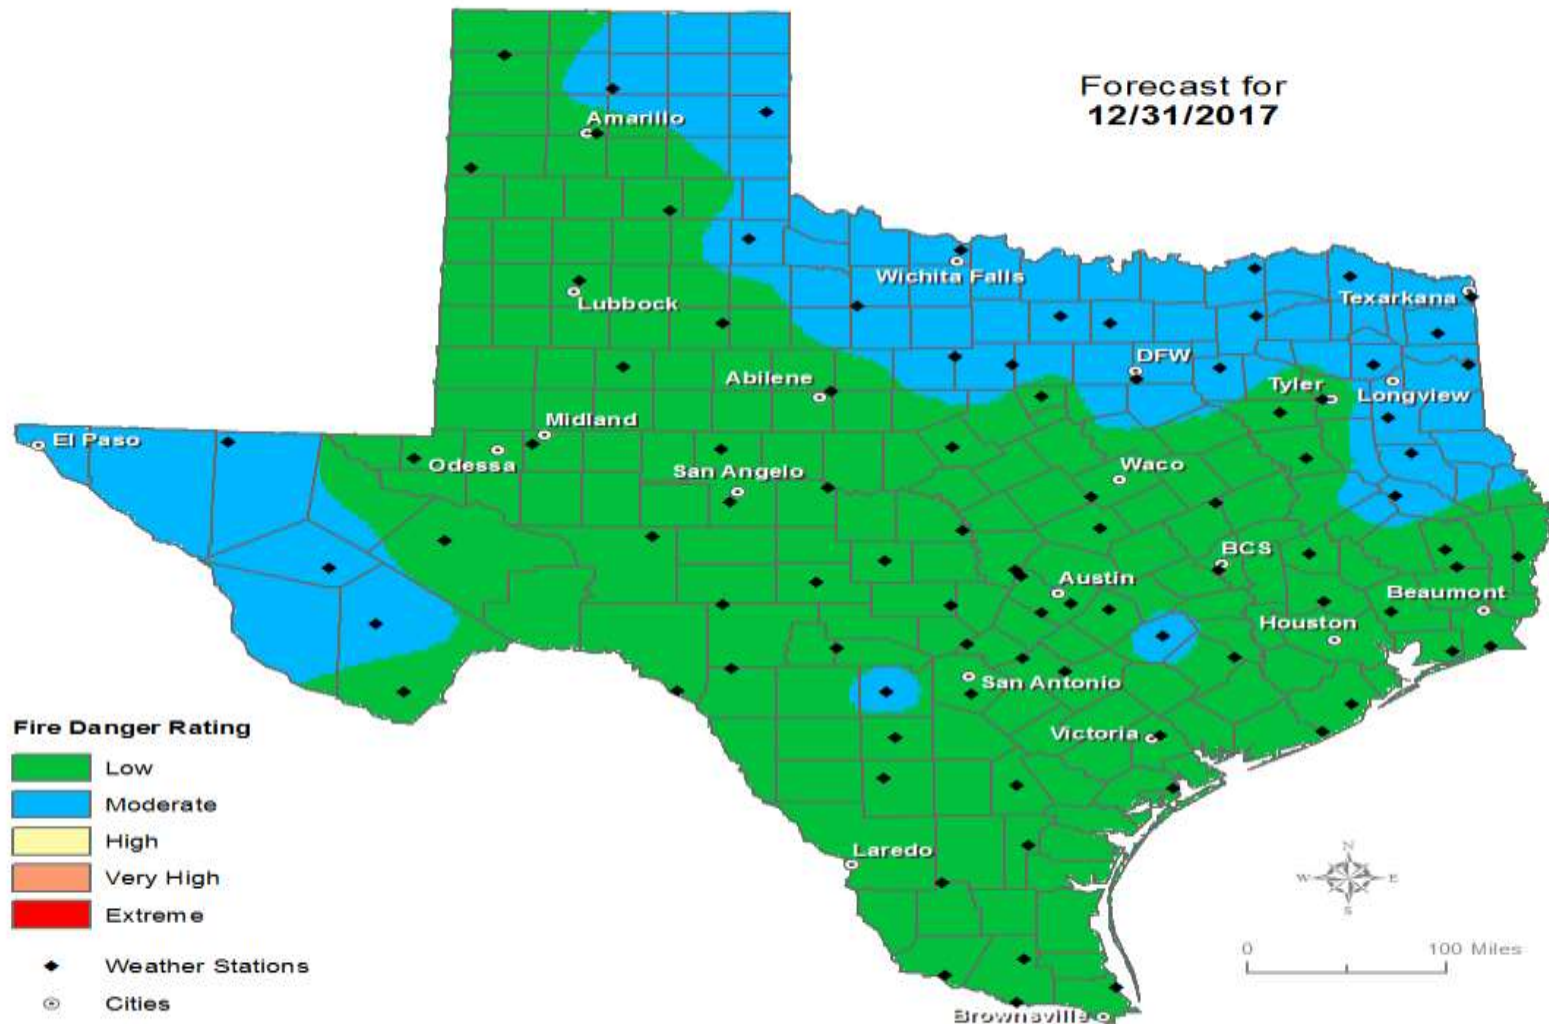 Forecast for
12/31/2017
Amarillo
Wichita Falls
Lubbock
Texarkana
DFW
Abilene
Tyler
Longview
Midland
El Paso
Odessa
San Angelo
Waco
BCS
Austin
Beaumont
Houston
San Antonio
Victoria
Laredo
Brownsville
Fire Danger Rating
Low
Moderate
High
Very High
Extreme
Weather Stations
Cities
N
W E
S
0 100 Miles